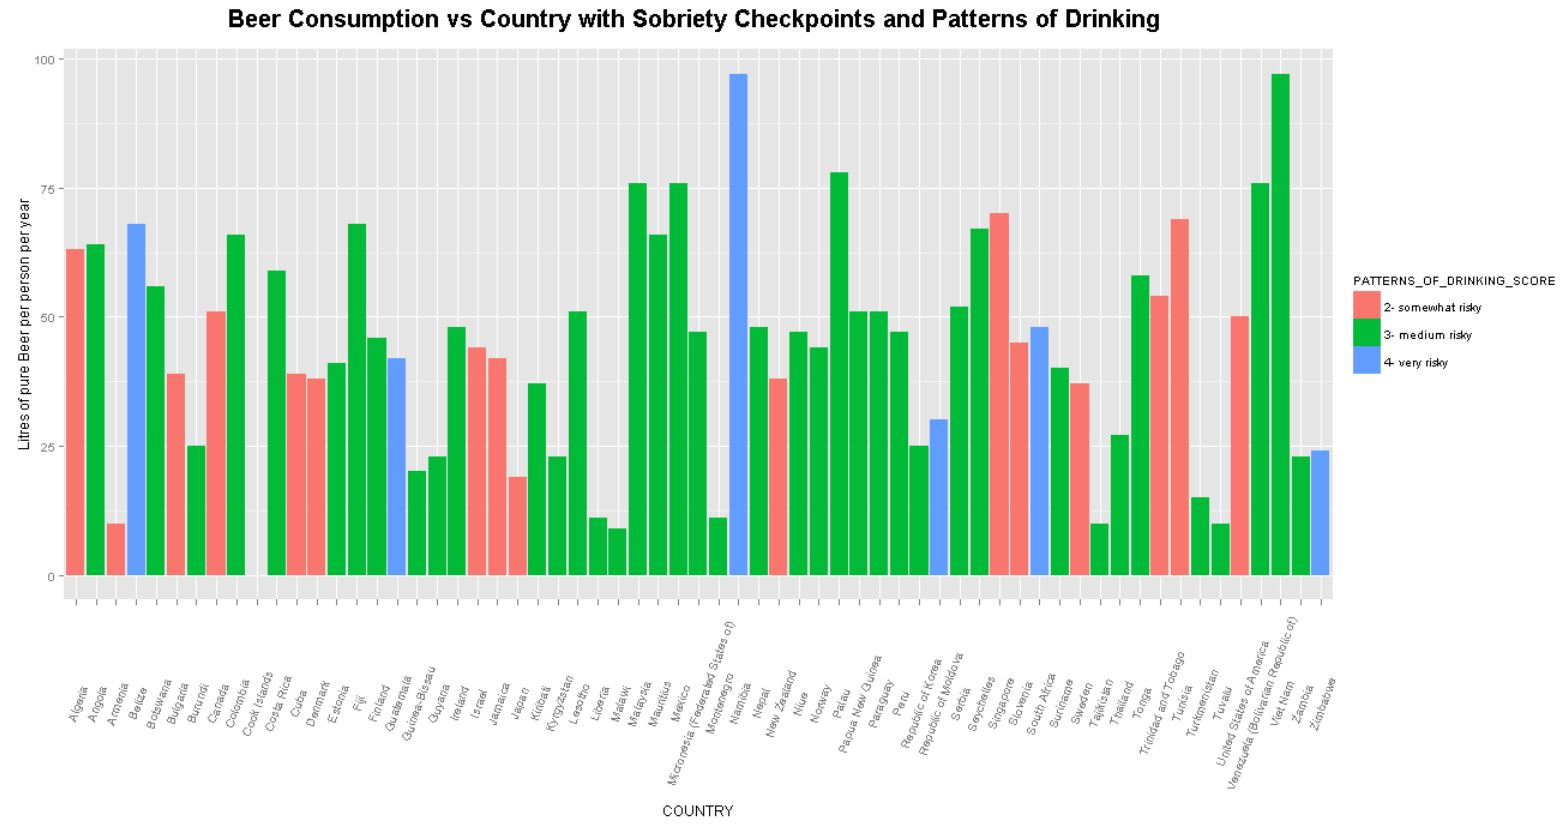 Beer Consumption vs Country with Sobriety Checkpoints and Patterns of Drinking
Litres of pure Beer per person per year
100
75
50
25
0
PATTERNS_OF_DRINKING_SCORE
2- somewhat risky
3- medium risky
4- very risky
Algeria
Angola
Armenia
Belize
Botswana
Bulgaria
Burundi
Canada
Colombia
Cook Islands
Costa Rica
Cuba
Denmark
Estonia
Fiji
Finland
Guatemala
Guinea-Bissau
Guyana
Ireland
Israel
Jamaica
Japan
Kiribati
Kyrgyzstan
Lesotho
Liberia
Malawi
Malaysia
Mauritius
Mexico
Micronesia (Federated States of)
Montenegro
Namibia
Nepal
New Zealand
Niue
Norway
Palau
Papua New Guinea
Paraguay
Peru
Republic of Korea
Republic of Moldova
Serbia
Seychelles
Singapore
Slovenia
South Africa
Suriname
Sweden
Tajikistan
Thailand
Tonga
Trinidad and Tobago
Tunisia
Turkmenistan
Tuvalu
United States of America
Venezuela (Bolivarian Republic of)
Viet Nam
Zambia
Zimbabwe
COUNTRY